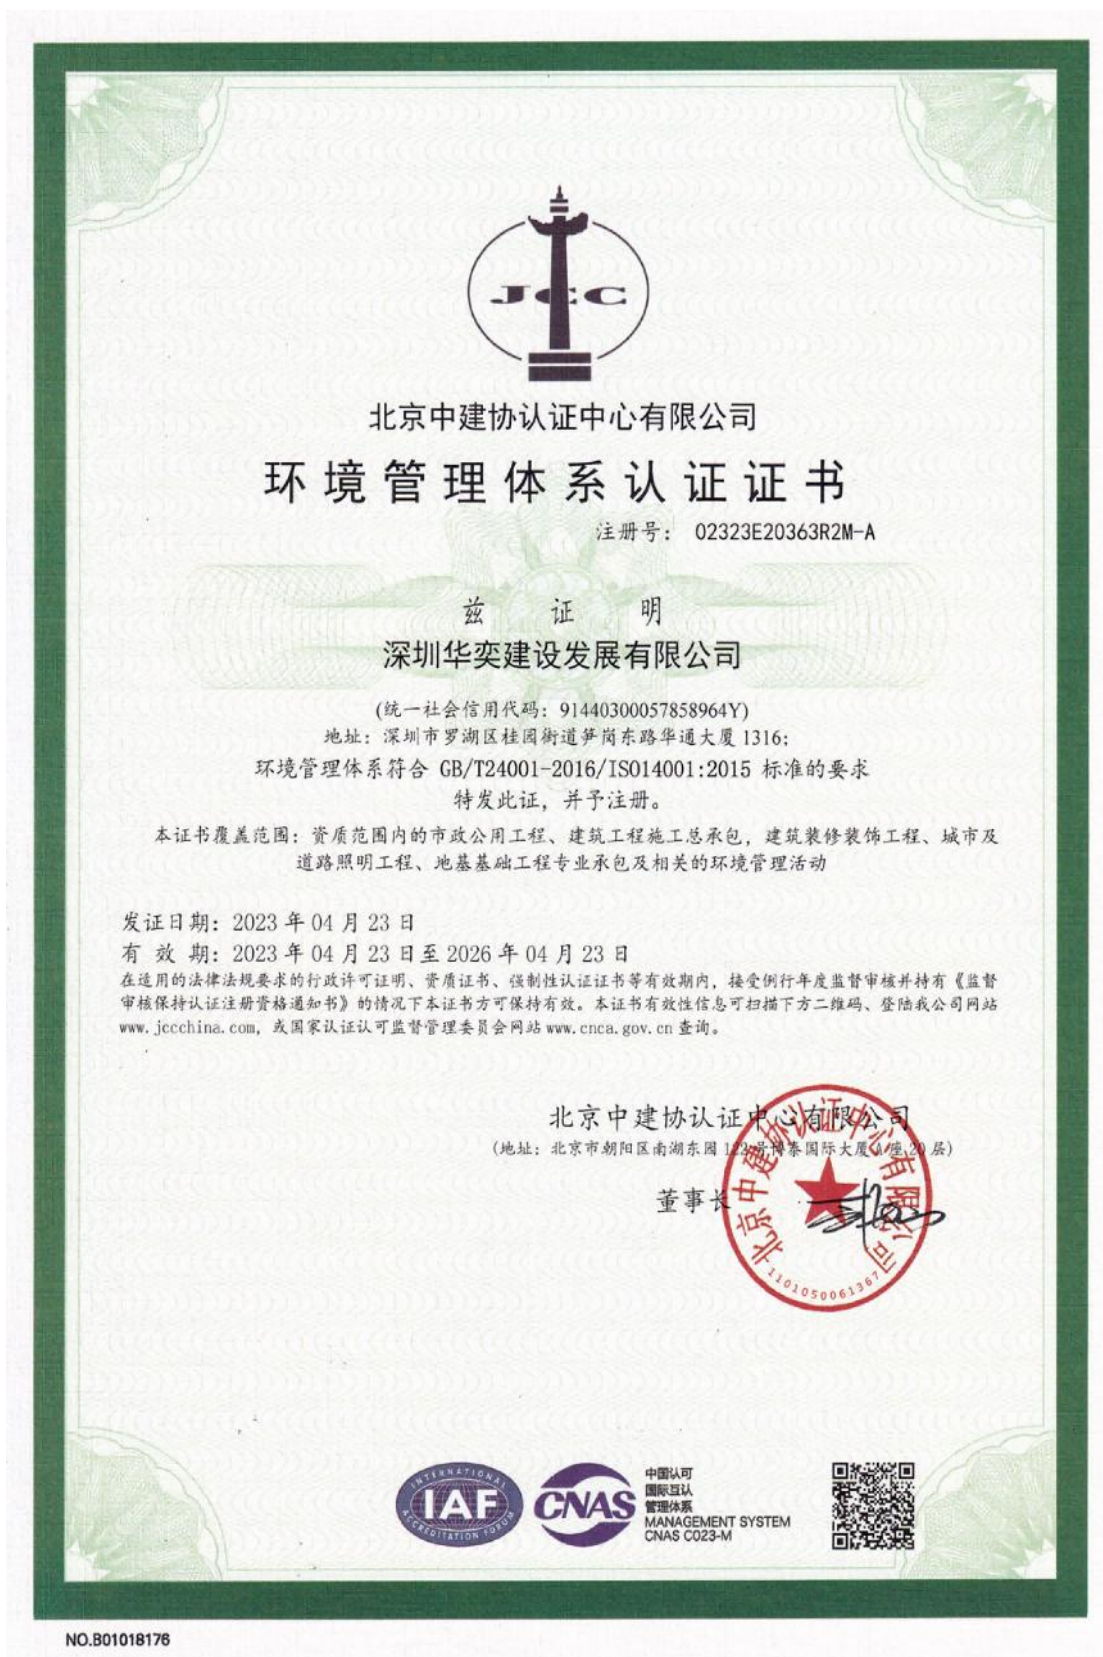 JCC
北京中建协认证中心有限公司
环境管理体系认证证书
注册号： 02323E20363R2M-A
兹 证 明
深圳华奕建设发展有限公司
(统一社会信用代码：91440300057858964Y)
地址：深圳市罗湖区桂园街道笋岗东路华通大厦 1316；
环境管理体系符合 GB/T24001-2016/ISO14001:2015 标准的要求
特发此证，并予注册。
本证书覆盖范围：资质范围内的市政公用工程、建筑工程施工总承包，建筑装修装饰工程、城市及
道路照明工程、地基基础工程专业承包及相关的环境管理活动
发证日期：2023 年 04 月 23 日
有 效 期：2023 年 04 月 23 日至 2026 年 04 月 23 日
在适用的法律法规要求的行政许可证明、资质证书、强制性认证证书等有效期内，接受例行年度监督审核并持有《监督
审核保持认证注册资格通知书》的情况下本证书方可保持有效。本证书有效性信息可扫描下方二维码、登陆我公司网站
www.jccchina.com，或国家认证认可监督管理委员会网站 www.cnca.gov.cn 查询。
北京中建协认证中心有限公司
(地址：北京市朝阳区南湖东园 122 号博泰国际大厦 A 座 20 层)
董事长
北京中建协认证中心有限公司
1101050061367
INTERNATIONAL
IAF
ACCREDITATION FORUM
CNAS
中国认可
国际互认
管理体系
MANAGEMENT SYSTEM
CNAS C023-M
NO.B01018176